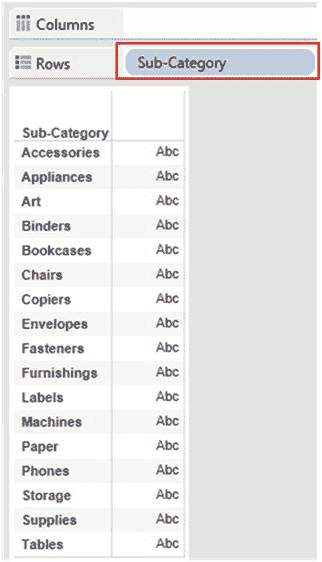 Columns
Rows Sub-Category
Sub-Category
Accessories Abc
Appliances Abc
Art Abc
Binders Abc
Bookcases Abc
Chairs Abc
Copiers Abc
Envelopes Abc
Fasteners Abc
Furnishings Abc
Labels Abc
Machines Abc
Paper Abc
Phones Abc
Storage Abc
Supplies Abc
Tables Abc